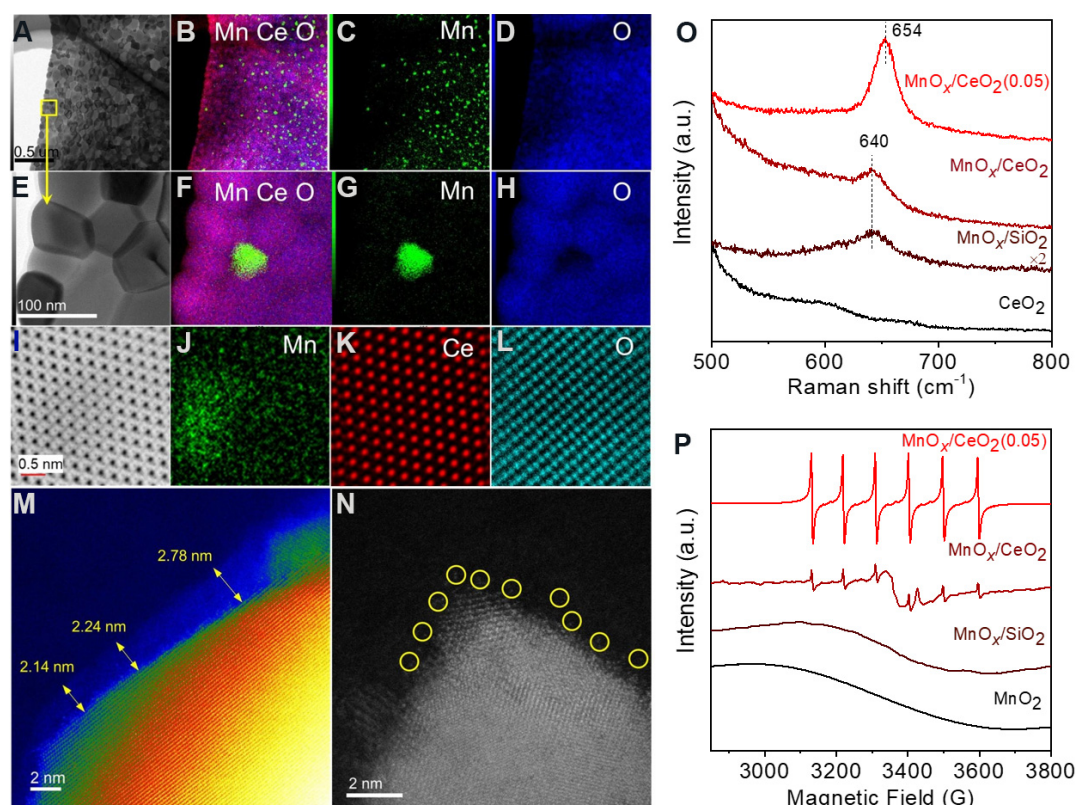 A
0.5 um
B
Mn Ce O
C
Mn
D
O
E
100 nm
F
Mn Ce O
G
Mn
H
O
I
0.5 nm
J
Mn
K
Ce
L
O
M
2.78 nm
2.24 nm
2.14 nm
2 nm
N
2 nm
O
654
MnOₓ/CeO₂(0.05)
640
MnOₓ/CeO₂
MnOₓ/SiO₂
×2
CeO₂
Intensity (a.u.)
500 600 700 800
Raman shift (cm⁻¹)
P
MnOₓ/CeO₂(0.05)
MnOₓ/CeO₂
MnOₓ/SiO₂
MnO₂
Intensity (a.u.)
3000 3200 3400 3600 3800
Magnetic Field (G)